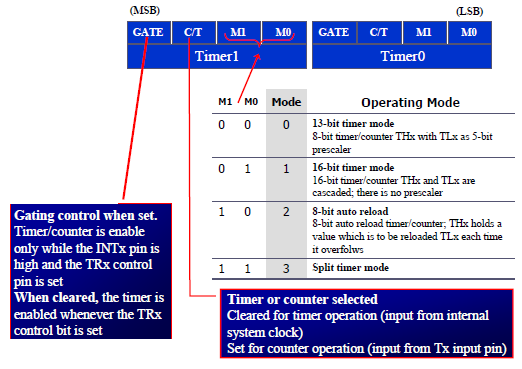 (MSB) (LSB)
GATE C/T M1 M0 GATE C/T M1 M0
Timer1 Timer0
M1 M0 Mode Operating Mode
0 0 0 13-bit timer mode
8-bit timer/counter THx with TLx as 5-bit
prescaler
0 1 1 16-bit timer mode
16-bit timer/counter THx and TLx are
cascaded; there is no prescaler
1 0 2 8-bit auto reload
8-bit auto reload timer/counter; THx holds a
value which is to be reloaded TLx each time
it overfolws
1 1 3 Split timer mode
Gating control when set.
Timer/counter is enable
only while the INTx pin is
high and the TRx control
pin is set
When cleared, the timer is
enabled whenever the TRx
control bit is set
Timer or counter selected
Cleared for timer operation (input from internal
system clock)
Set for counter operation (input from Tx input pin)